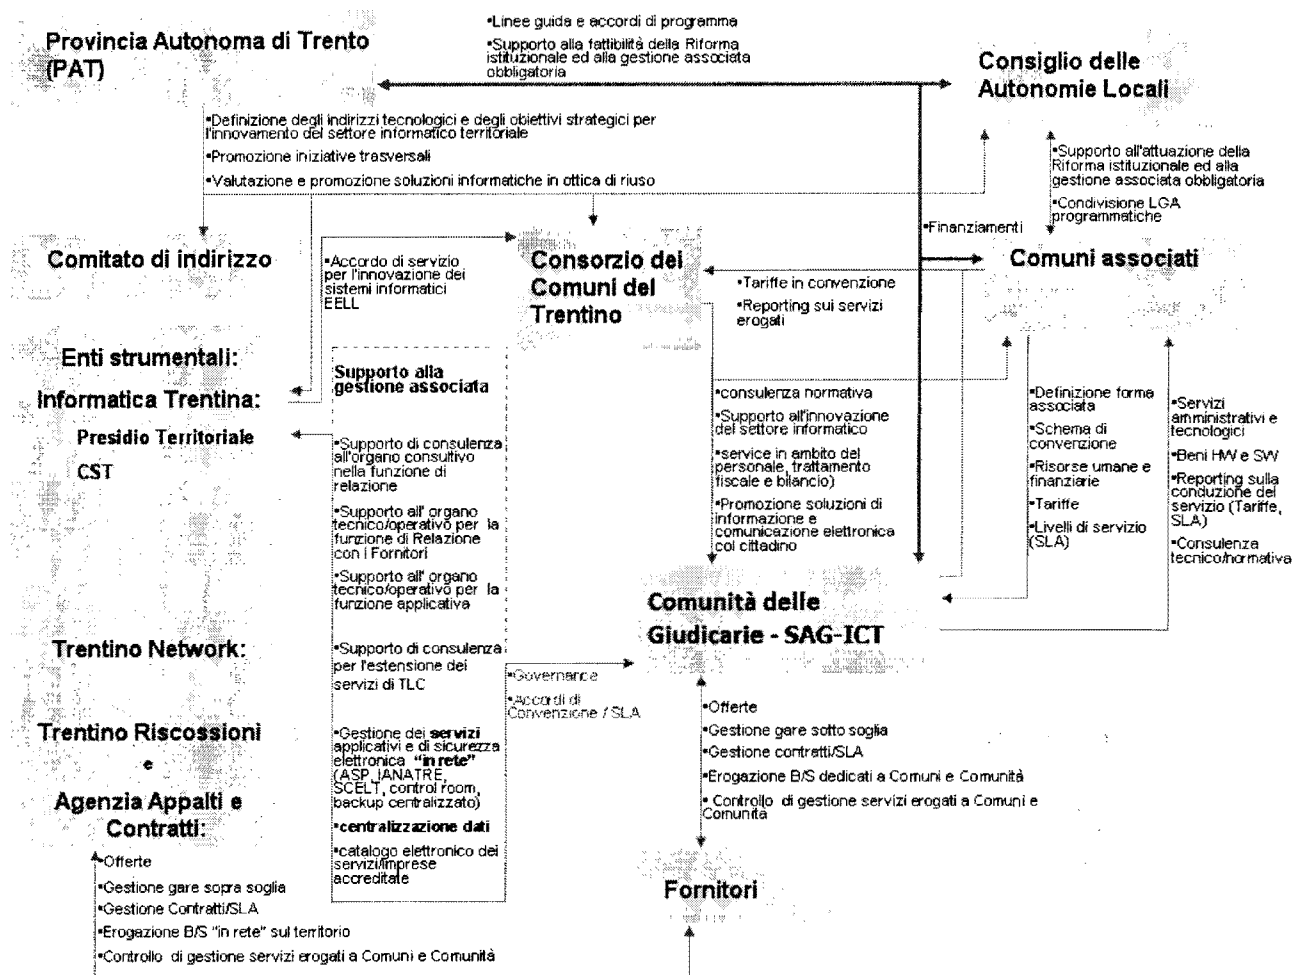 Provincia Autonoma di Trento
(PAT)
•Linee guida e accordi di programma
•Supporto alla fattibilità della Riforma
istituzionale ed alla gestione associata
obbligatoria
Consiglio delle
Autonomie Locali
•Definizione degli indirizzi tecnologici e degli obiettivi strategici per
l'innovamento del settore informatico territoriale
•Promozione iniziative trasversali
•Valutazione e promozione soluzioni informatiche in ottica di riuso
•Supporto all'attuazione della
Riforma istituzionale ed alla
gestione associata obbligatoria
•Condivisione LGA
programmatiche
•Finanziamenti
Comitato di indirizzo
•Accordo di servizio
per l'innovazione dei
sistemi informatici
EELL
Consorzio dei
Comuni del
Trentino
•Tariffe in convenzione
•Reporting sui servizi
erogati
Comuni associati
Enti strumentali:
Informatica Trentina:
Presidio Territoriale
CST
Supporto alla
gestione associata
•Supporto di consulenza
all'organo consultivo
nella funzione di
relazione
•Supporto all' organo
tecnico/operativo per la
funzione di Relazione
con i Fornitori
•Supporto all' organo
tecnico/operativo per la
funzione applicativa
•consulenza normativa
•Supporto all'innovazione
del settore informatico
•service in ambito del
personale, trattamento
fiscale e bilancio)
•Promozione soluzioni di
informazione e
comunicazione elettronica
col cittadino
•Definizione forma
associata
•Schema di
convenzione
•Risorse umane e
finanziarie
•Tariffe
•Livelli di servizio
(SLA)
•Servizi
amministrativi e
tecnologici
•Beni HW e SW
•Reporting sulla
conduzione del
servizio (Tariffe,
SLA)
•Consulenza
tecnico/normativa
Comunità delle
Giudicarie - SAG-ICT
Trentino Network:
•Supporto di consulenza
per l'estensione dei
servizi di TLC
•Governance
•Accordi di
Convenzione / SLA
Trentino Riscossioni
e
Agenzia Appalti e
Contratti:
•Gestione dei servizi
applicativi e di sicurezza
elettronica "in rete"
(ASP, IANATRE,
SCELT, control room,
backup centralizzato)
•centralizzazione dati
•catalogo elettronico dei
servizi/imprese
accreditate
•Offerte
•Gestione gare sotto soglia
•Gestione contratti/SLA
•Erogazione B/S dedicati a Comuni e Comunità
• Controllo di gestione servizi erogati a Comuni e
Comunità
Fornitori
•Offerte
•Gestione gare sopra soglia
•Gestione Contratti/SLA
•Erogazione B/S "in rete" sul territorio
•Controllo di gestione servizi erogati a Comuni e Comunità